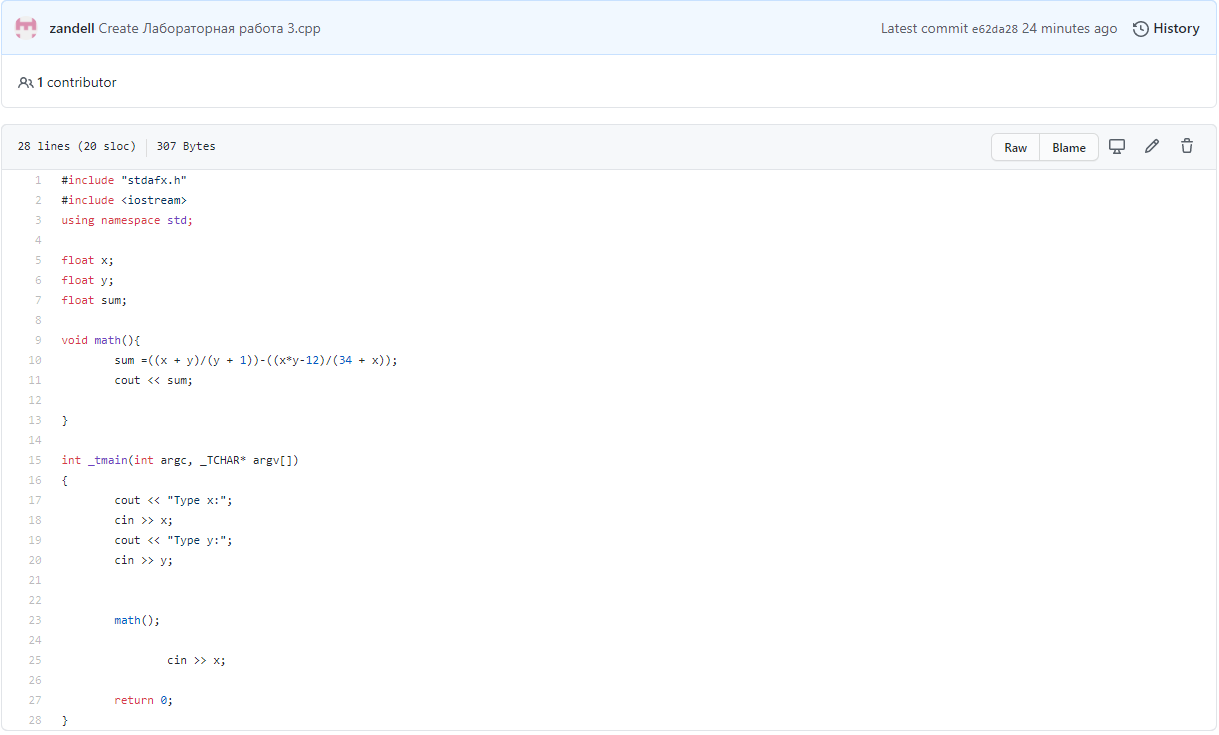 zandell Create Лабораторная работа 3.cpp Latest commit e62da28 24 minutes ago History
1 contributor
28 lines (20 sloc) 307 Bytes Raw Blame
1 #include "stdafx.h"
2 #include <iostream>
3 using namespace std;
4
5 float x;
6 float y;
7 float sum;
8
9 void math(){
10 sum =((x + y)/(y + 1))-((x*y-12)/(34 + x));
11 cout << sum;
12
13 }
14
15 int _tmain(int argc, _TCHAR* argv[])
16 {
17 cout << "Type x:";
18 cin >> x;
19 cout << "Type y:";
20 cin >> y;
21
22
23 math();
24
25 cin >> x;
26
27 return 0;
28 }